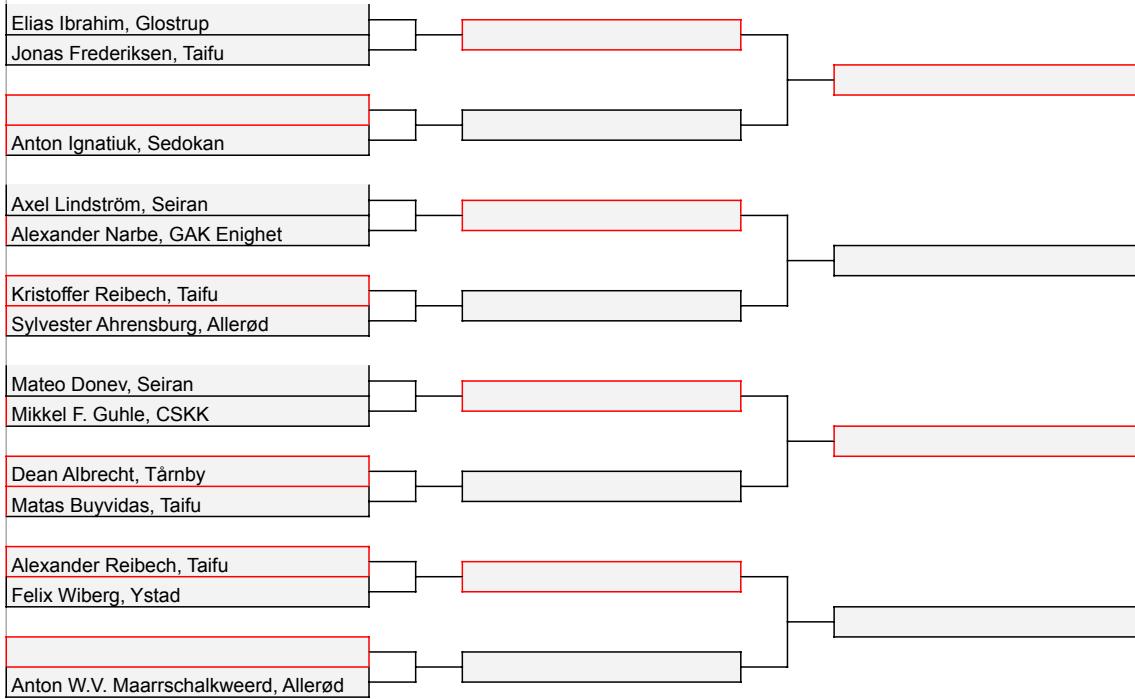 Elias Ibrahim, Glostrup
Jonas Frederiksen, Taifu
Anton Ignatiuk, Sedokan
Axel Lindström, Seiran
Alexander Narbe, GAK Enighet
Kristoffer Reibech, Taifu
Sylvester Ahrensburg, Allerød
Mateo Donev, Seiran
Mikkel F. Guhle, CSKK
Dean Albrecht, Tårnby
Matas Buyvidas, Taifu
Alexander Reibech, Taifu
Felix Wiberg, Ystad
Anton W.V. Maarrschalkweerd, Allerød